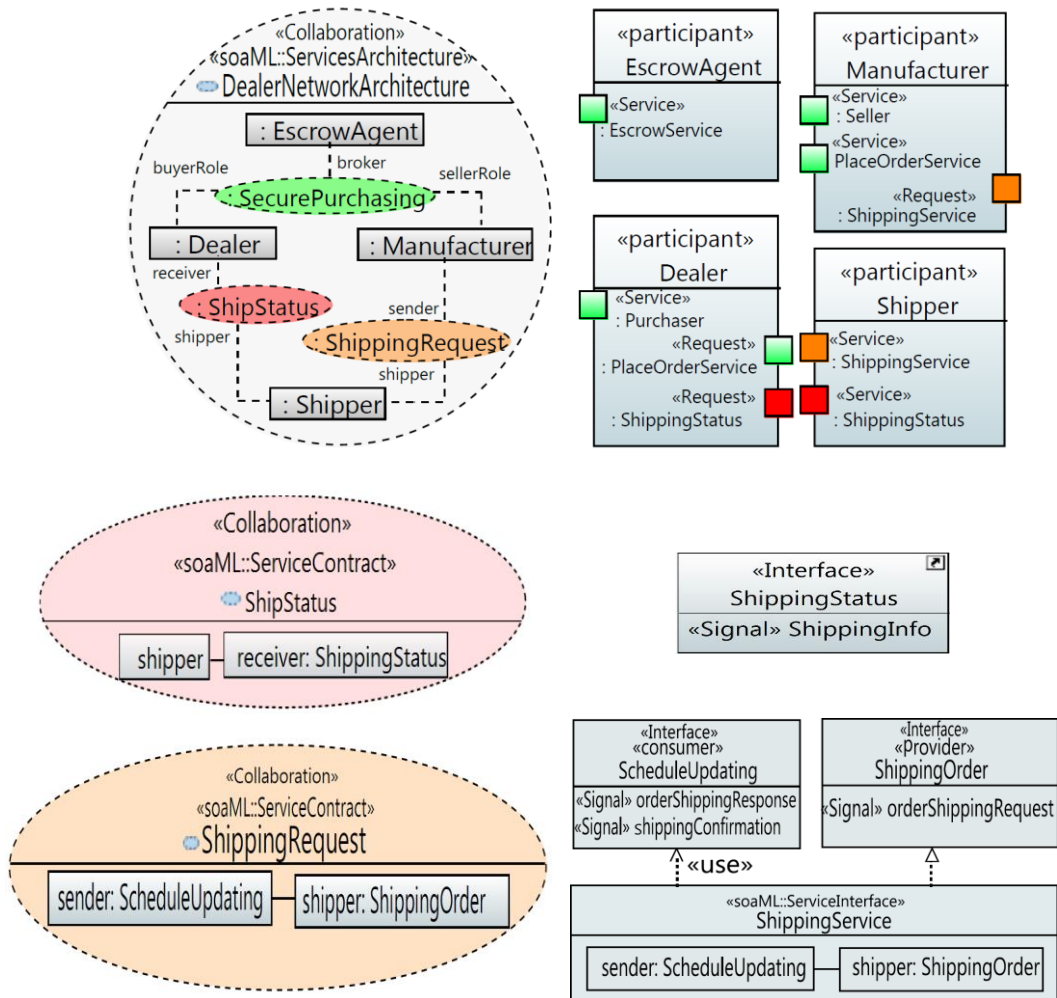 «Collaboration»
«soaML::ServicesArchitecture»
DealerNetworkArchitecture
: EscrowAgent
broker
buyerRole
sellerRole
: SecurePurchasing
: Dealer
: Manufacturer
receiver
: ShipStatus
sender
shipper
: ShippingRequest
shipper
: Shipper
«participant»
EscrowAgent
«Service»
: EscrowService
«participant»
Manufacturer
«Service»
: Seller
«Service»
PlaceOrderService
«Request»
: ShippingService
«participant»
Dealer
«Service»
: Purchaser
«Request»
: PlaceOrderService
«Request»
: ShippingStatus
«participant»
Shipper
«Service»
: ShippingService
«Service»
: ShippingStatus
«Collaboration»
«soaML::ServiceContract»
ShipStatus
shipper
receiver: ShippingStatus
«Interface»
ShippingStatus
«Signal» ShippingInfo
«Collaboration»
«soaML::ServiceContract»
ShippingRequest
sender: ScheduleUpdating
shipper: ShippingOrder
«Interface»
«consumer»
ScheduleUpdating
«Signal» orderShippingResponse
«Signal» shippingConfirmation
«Interface»
«Provider»
ShippingOrder
«Signal» orderShippingRequest
«use»
«soaML::ServiceInterface»
ShippingService
sender: ScheduleUpdating
shipper: ShippingOrder